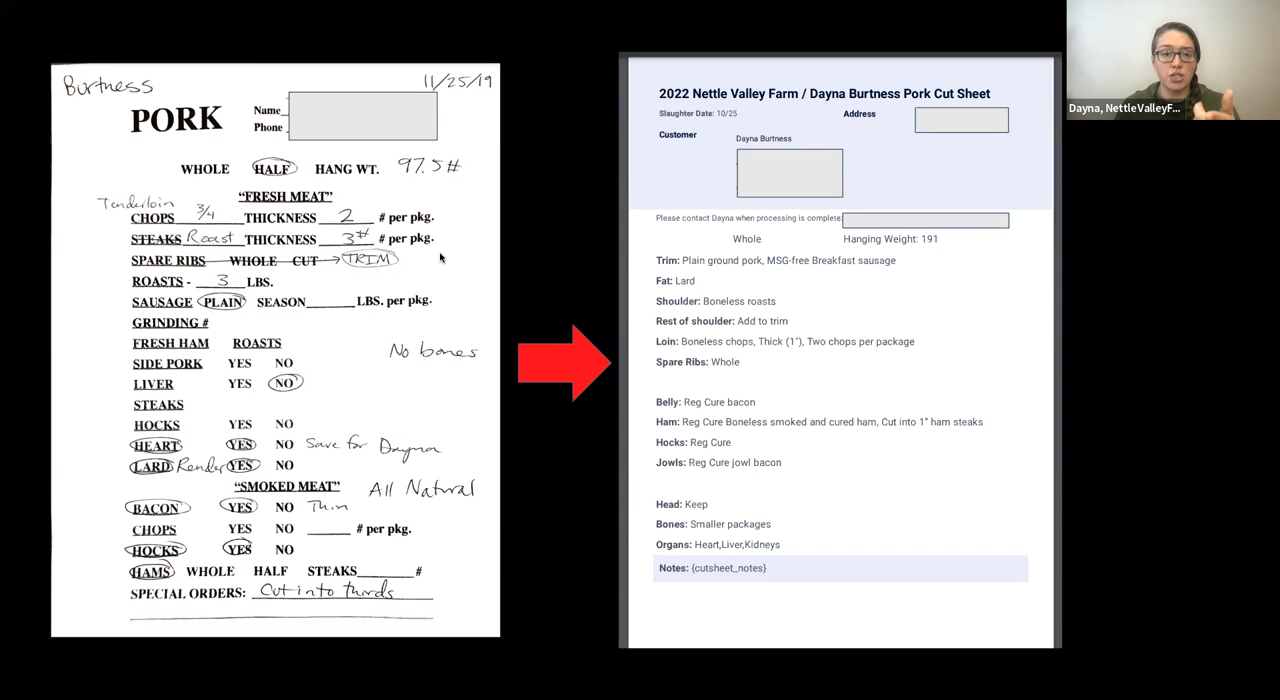 Burtness 11/25/19
PORK
Name
Phone
WHOLE HALF HANG WT. 97.5#
"FRESH MEAT"
Tenderloin
CHOPS 3/4 THICKNESS 2 # per pkg.
STEAKS Roast THICKNESS 3# # per pkg.
SPARE RIBS WHOLE CUT TRIM
ROASTS - 3 LBS.
SAUSAGE PLAIN SEASON LBS. per pkg.
GRINDING #
FRESH HAM ROASTS
No bones
SIDE PORK YES NO
LIVER YES NO
STEAKS
HOCKS YES NO
HEART YES NO Save for Dayna
LARD Render YES NO
"SMOKED MEAT" All Natural
BACON YES NO Thin
CHOPS YES NO # per pkg.
HOCKS YES NO
HAMS WHOLE HALF STEAKS #
SPECIAL ORDERS: Cut into thirds
2022 Nettle Valley Farm / Dayna Burtness Pork Cut Sheet
Slaughter Date: 10/25 Address
Customer
Dayna Burtness
Please contact Dayna when processing is complete:
Whole Hanging Weight: 191
Trim: Plain ground pork, MSG-free Breakfast sausage
Fat: Lard
Shoulder: Boneless roasts
Rest of shoulder: Add to trim
Loin: Boneless chops, Thick (1"), Two chops per package
Spare Ribs: Whole
Belly: Reg Cure bacon
Ham: Reg Cure Boneless smoked and cured ham, Cut into 1" ham steaks
Hocks: Reg Cure
Jowls: Reg Cure jowl bacon
Head: Keep
Bones: Smaller packages
Organs: Heart,Liver,Kidneys
Notes: {cutsheet_notes}
Dayna, NettleValleyF...